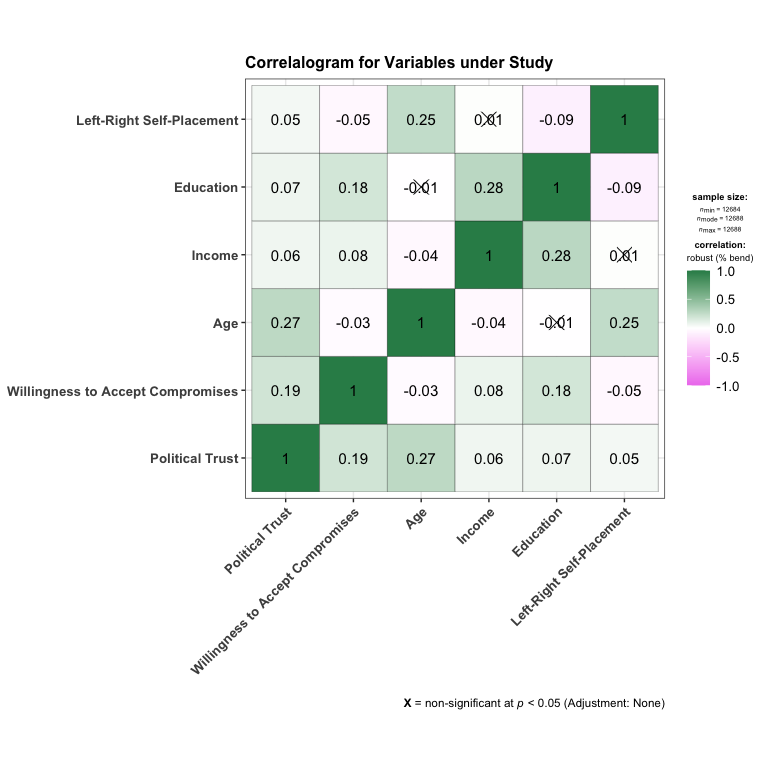 Correlalogram for Variables under Study
Left-Right Self-Placement 0.05 -0.05 0.25 0.01 -0.09 1
Education 0.07 0.18 -0.01 0.28 1 -0.09
Income 0.06 0.08 -0.04 1 0.28 0.01
Age 0.27 -0.03 1 -0.04 -0.01 0.25
Willingness to Accept Compromises 0.19 1 -0.03 0.08 0.18 -0.05
Political Trust 1 0.19 0.27 0.06 0.07 0.05
Political Trust
Willingness to Accept Compromises
Age
Income
Education
Left-Right Self-Placement
sample size:
nmin = 12684
nmode = 12688
nmax = 12688
correlation:
robust (% bend)
1.0
0.5
0.0
-0.5
-1.0
X = non-significant at p < 0.05 (Adjustment: None)